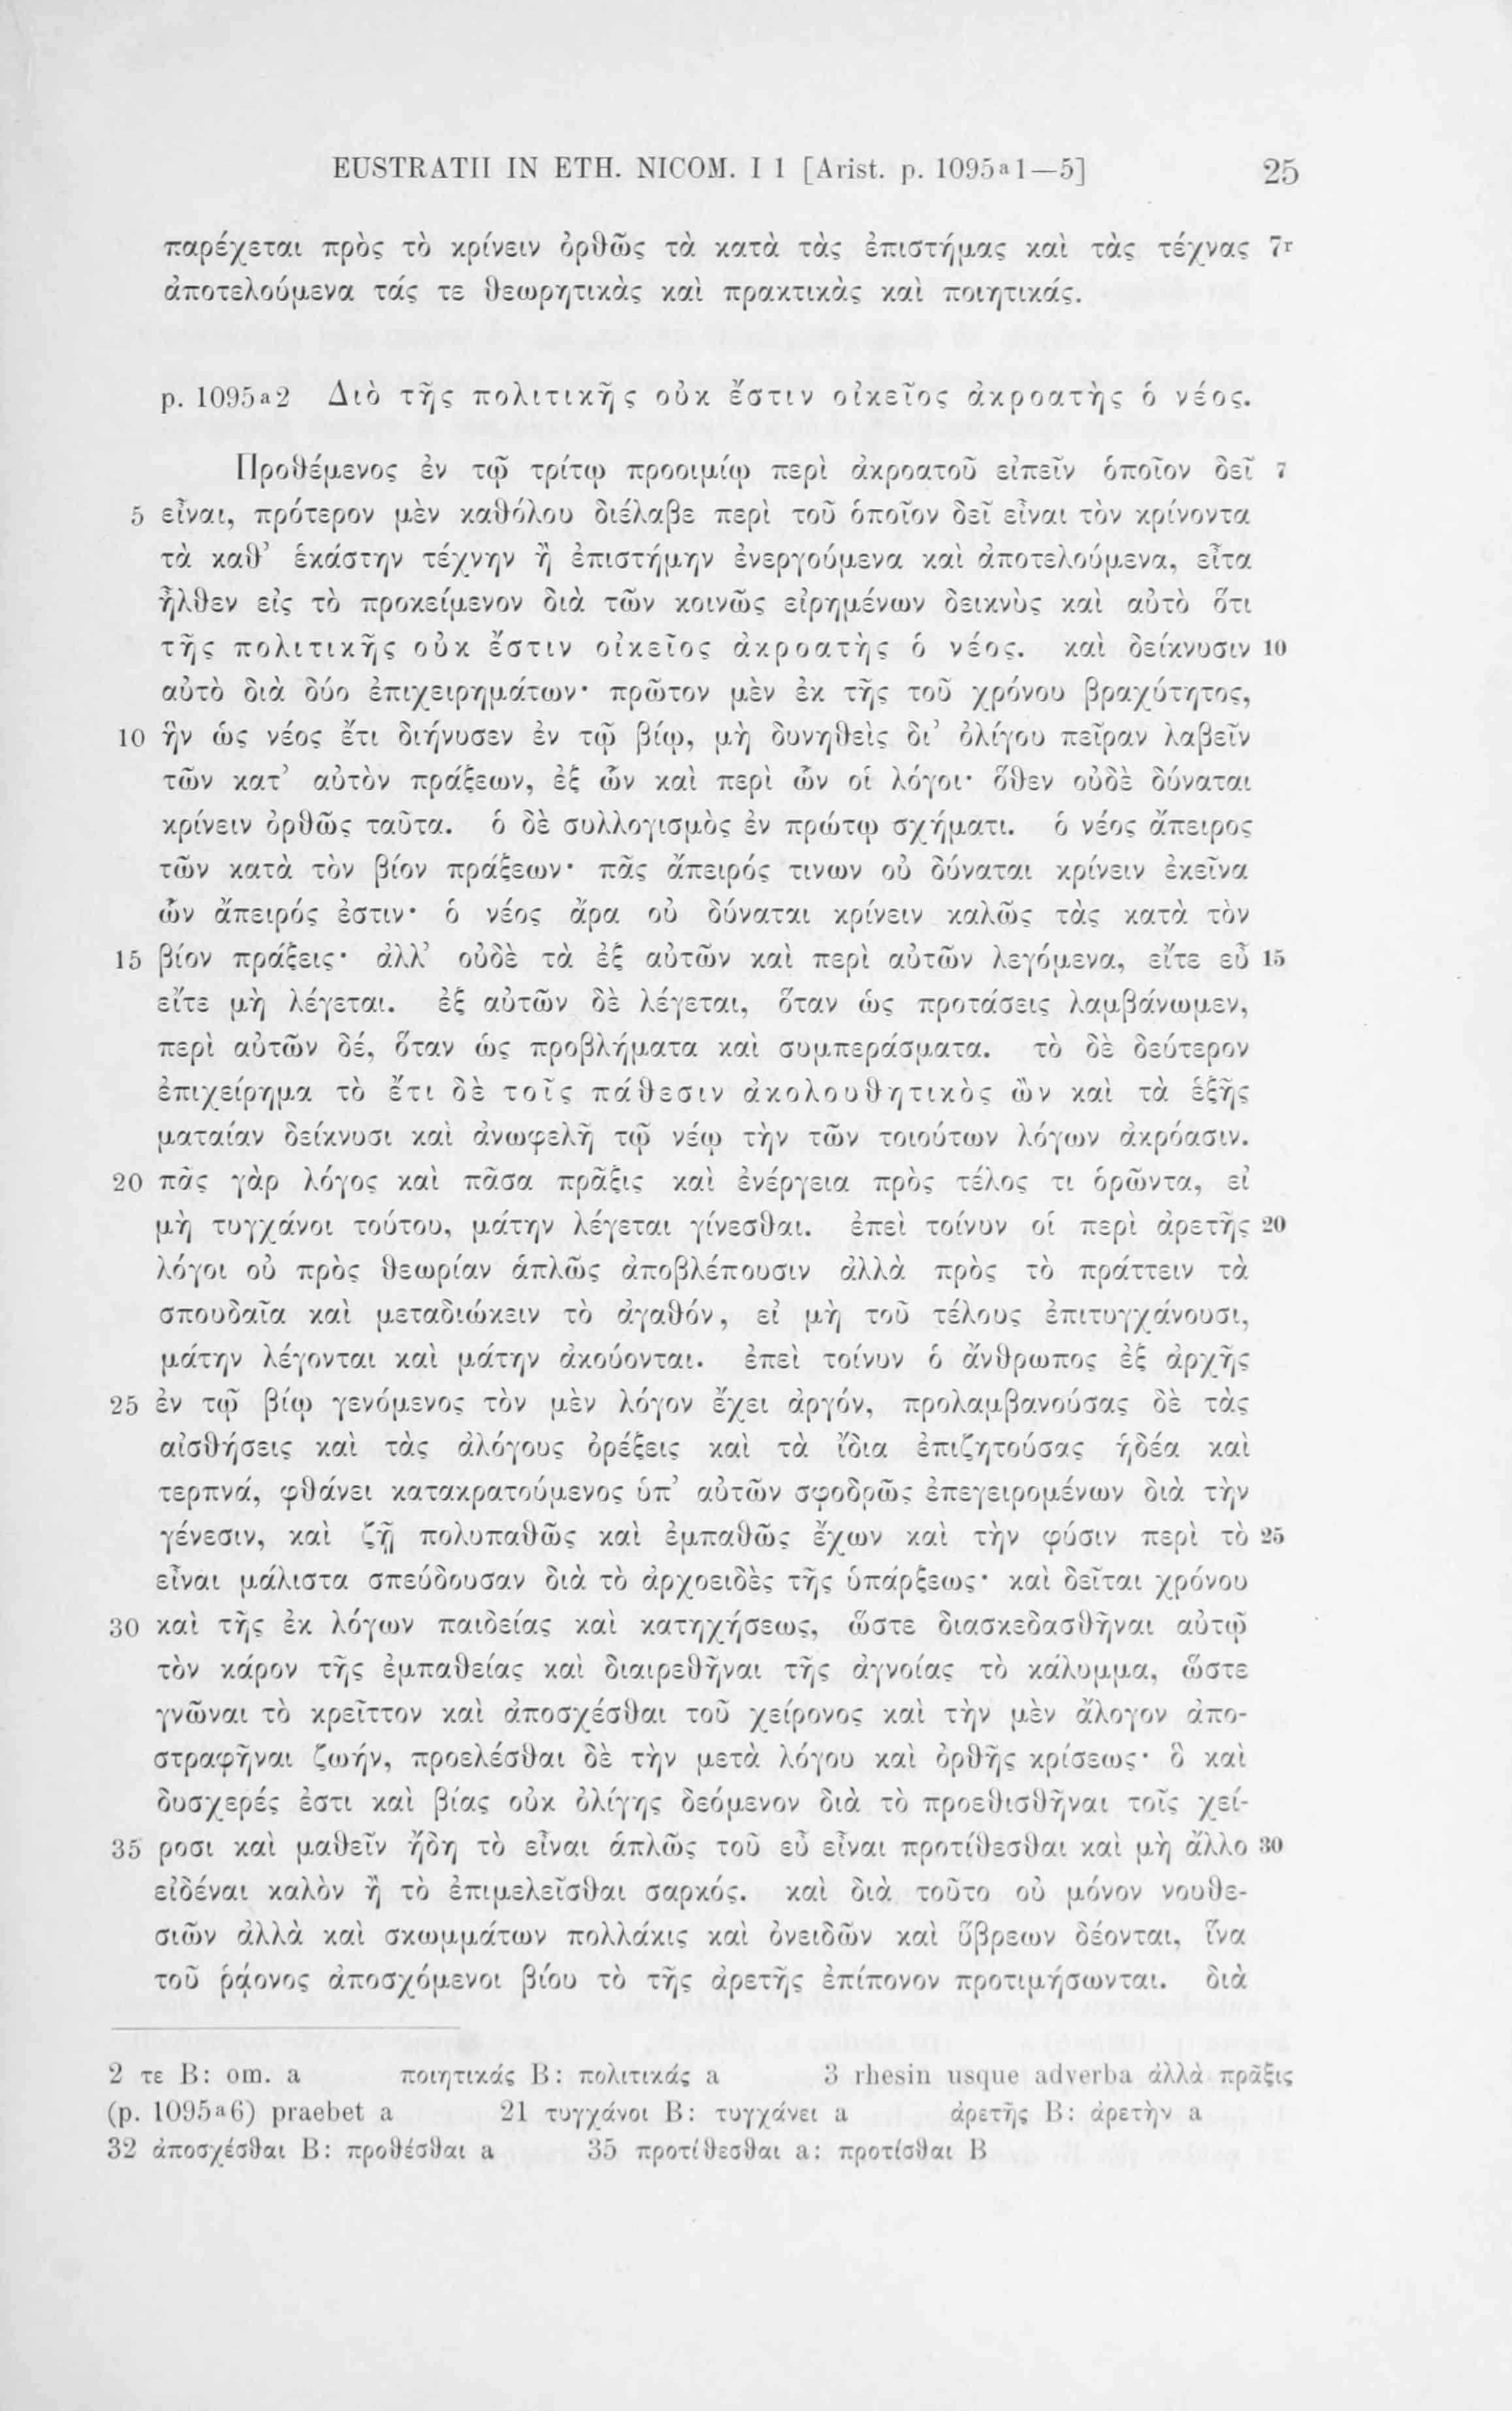 EUSTRATII IN ETH. NICOM. I 1 [Arist. p. 1095a1—5] 25
παρέχεται πρὸς τὸ κρίνειν ὀρθῶς τὰ κατὰ τὰς ἐπιστήμας καὶ τὰς τέχνας 7r
ἀποτελούμενα τάς τε θεωρητικὰς καὶ πρακτικὰς καὶ ποιητικάς.
p. 1095a2 Διὸ τῆς πολιτικῆς οὐκ ἔστιν οἰκεῖος ἀκροατὴς ὁ νέος.
Προθέμενος ἐν τῷ τρίτῳ προοιμίῳ περὶ ἀκροατοῦ εἰπεῖν ὁποῖον δεῖ 7
5 εἶναι, πρότερον μὲν καθόλου διέλαβε περὶ τοῦ ὁποῖον δεῖ εἶναι τὸν κρίνοντα
τὰ καθ’ ἑκάστην τέχνην ἢ ἐπιστήμην ἐνεργούμενα καὶ ἀποτελούμενα, εἶτα
ἦλθεν εἰς τὸ προκείμενον διὰ τῶν κοινῶς εἰρημένων δεικνὺς καὶ αὐτὸ ὅτι
τῆς πολιτικῆς οὐκ ἔστιν οἰκεῖος ἀκροατὴς ὁ νέος. καὶ δείκνυσιν 10
αὐτὸ διὰ δύο ἐπιχειρημάτων· πρῶτον μὲν ἐκ τῆς τοῦ χρόνου βραχύτητος,
10 ἣν ὡς νέος ἔτι διήνυσεν ἐν τῷ βίῳ, μὴ δυνηθεὶς δι’ ὀλίγου πεῖραν λαβεῖν
τῶν κατ’ αὐτὸν πράξεων, ἐξ ὧν καὶ περὶ ὧν οἱ λόγοι· ὅθεν οὐδὲ δύναται
κρίνειν ὀρθῶς ταῦτα. ὁ δὲ συλλογισμὸς ἐν πρώτῳ σχήματι. ὁ νέος ἄπειρος
τῶν κατὰ τὸν βίον πράξεων· πᾶς ἄπειρός τινων οὐ δύναται κρίνειν ἐκεῖνα
ὧν ἄπειρός ἐστιν· ὁ νέος ἄρα οὐ δύναται κρίνειν καλῶς τὰς κατὰ τὸν
15 βίον πράξεις· ἀλλ’ οὐδὲ τὰ ἐξ αὐτῶν καὶ περὶ αὐτῶν λεγόμενα, εἴτε εὖ 15
εἴτε μὴ λέγεται. ἐξ αὐτῶν δὲ λέγεται, ὅταν ὡς προτάσεις λαμβάνωμεν,
περὶ αὐτῶν δέ, ὅταν ὡς προβλήματα καὶ συμπεράσματα. τὸ δὲ δεύτερον
ἐπιχείρημα τὸ ἔτι δὲ τοῖς πάθεσιν ἀκολουθητικὸς ὢν καὶ τὰ ἑξῆς
ματαίαν δείκνυσι καὶ ἀνωφελῆ τῷ νέῳ τὴν τῶν τοιούτων λόγων ἀκρόασιν.
20 πᾶς γὰρ λόγος καὶ πᾶσα πρᾶξις καὶ ἐνέργεια πρὸς τέλος τι ὁρῶντα, εἰ
μὴ τυγχάνοι τούτου, μάτην λέγεται γίνεσθαι. ἐπεὶ τοίνυν οἱ περὶ ἀρετῆς 20
λόγοι οὐ πρὸς θεωρίαν ἁπλῶς ἀποβλέπουσιν ἀλλὰ πρὸς τὸ πράττειν τὰ
σπουδαῖα καὶ μεταδιώκειν τὸ ἀγαθόν, εἰ μὴ τοῦ τέλους ἐπιτυγχάνουσι,
μάτην λέγονται καὶ μάτην ἀκούονται. ἐπεὶ τοίνυν ὁ ἄνθρωπος ἐξ ἀρχῆς
25 ἐν τῷ βίῳ γενόμενος τὸν μὲν λόγον ἔχει ἀργόν, προλαμβανούσας δὲ τὰς
αἰσθήσεις καὶ τὰς ἀλόγους ὀρέξεις καὶ τὰ ἴδια ἐπιζητούσας ἡδέα καὶ
τερπνά, φθάνει κατακρατούμενος ὑπ’ αὐτῶν σφοδρῶς ἐπεγειρομένων διὰ τὴν
γένεσιν, καὶ ζῇ πολυπαθῶς καὶ ἐμπαθῶς ἔχων καὶ τὴν φύσιν περὶ τὸ 25
εἶναι μάλιστα σπεύδουσαν διὰ τὸ ἀρχοειδὲς τῆς ὑπάρξεως· καὶ δεῖται χρόνου
30 καὶ τῆς ἐκ λόγων παιδείας καὶ κατηχήσεως, ὥστε διασκεδασθῆναι αὐτῷ
τὸν κάρον τῆς ἐμπαθείας καὶ διαιρεθῆναι τῆς ἀγνοίας τὸ κάλυμμα, ὥστε
γνῶναι τὸ κρεῖττον καὶ ἀποσχέσθαι τοῦ χείρονος καὶ τὴν μὲν ἄλογον ἀπο-
στραφῆναι ζωήν, προελέσθαι δὲ τὴν μετὰ λόγου καὶ ὀρθῆς κρίσεως· ὃ καὶ
δυσχερές ἐστι καὶ βίας οὐκ ὀλίγης δεόμενον διὰ τὸ προεθισθῆναι τοῖς χεί-
35 ροσι καὶ μαθεῖν ἤδη τὸ εἶναι ἁπλῶς τοῦ εὖ εἶναι προτίθεσθαι καὶ μὴ ἄλλο 30
εἰδέναι καλὸν ἢ τὸ ἐπιμελεῖσθαι σαρκός. καὶ διὰ τοῦτο οὐ μόνον νουθε-
σιῶν ἀλλὰ καὶ σκωμμάτων πολλάκις καὶ ὀνειδῶν καὶ ὕβρεων δέονται, ἵνα
τοῦ ῥᾴονος ἀποσχόμενοι βίου τὸ τῆς ἀρετῆς ἐπίπονον προτιμήσωνται. διὰ
2 τε B: om. a ποιητικάς B: πολιτικάς a 3 rhesin usque adverba ἀλλὰ πρᾶξις
(p. 1095a6) praebet a 21 τυγχάνοι B: τυγχάνει a ἀρετῆς B: ἀρετὴν a
32 ἀποσχέσθαι B: προθέσθαι a 35 προτίθεσθαι a: προτίσθαι B